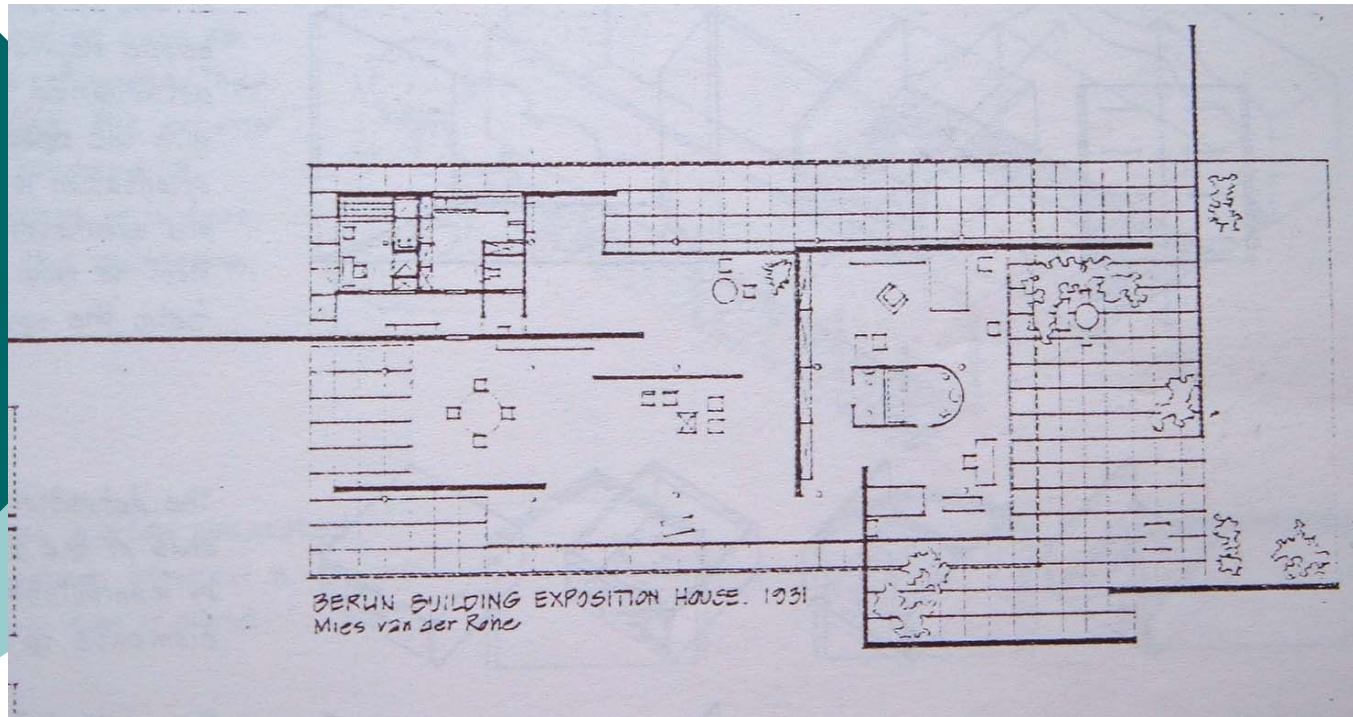 BERLIN BUILDING EXPOSITION HOUSE. 1931
Mies van der Rohe